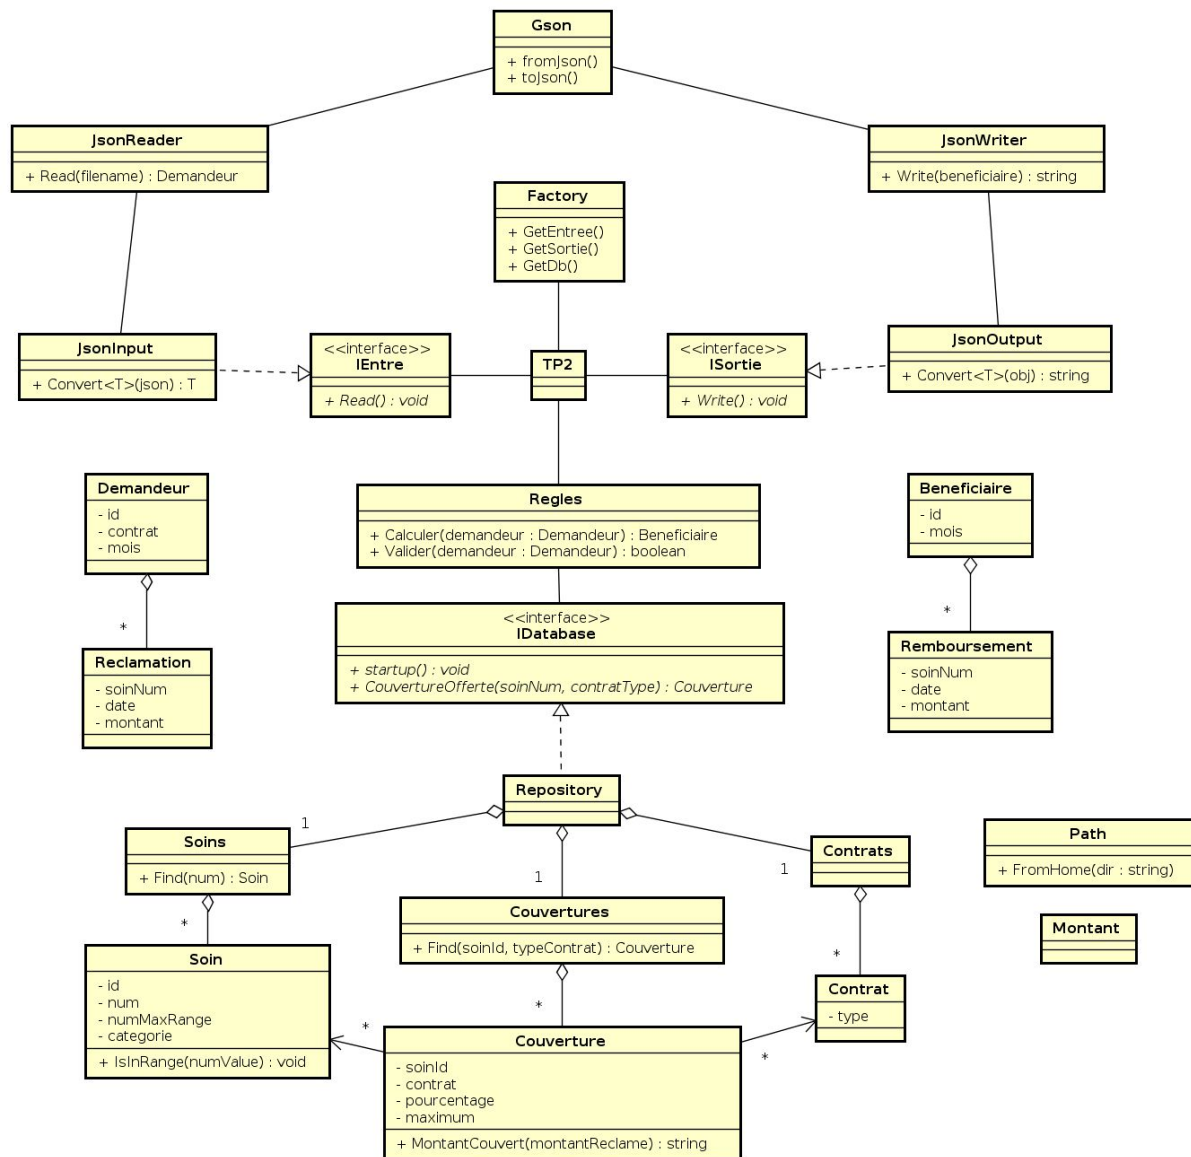 Gson
+ fromJson()
+ toJson()
JsonReader
+ Read(filename) : Demandeur
JsonWriter
+ Write(beneficiaire) : string
Factory
+ GetEntree()
+ GetSortie()
+ GetDb()
JsonInput
+ Convert<T>(json) : T
<<interface>>
IEntre
+ Read() : void
TP2
<<interface>>
ISortie
+ Write() : void
JsonOutput
+ Convert<T>(obj) : string
Demandeur
- id
- contrat
- mois
*
Reclamation
- soinNum
- date
- montant
Regles
+ Calculer(demandeur : Demandeur) : Beneficiaire
+ Valider(demandeur : Demandeur) : boolean
<<interface>>
IDatabase
+ startup() : void
+ CouvertureOfferte(soinNum, contratType) : Couverture
Beneficiaire
- id
- mois
*
Remboursement
- soinNum
- date
- montant
Repository
1
1
1
Soins
+ Find(num) : Soin
*
Soin
- id
- num
- numMaxRange
- categorie
+ IsInRange(numValue) : void
Couvertures
+ Find(soinId, typeContrat) : Couverture
*
Contrats
*
Contrat
- type
*
*
Couverture
- soinId
- contrat
- pourcentage
- maximum
+ MontantCouvert(montantReclame) : string
Path
+ FromHome(dir : string)
Montant